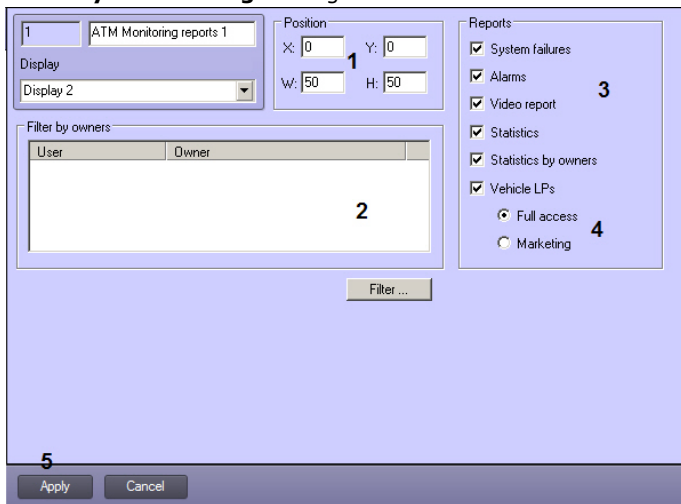 1
ATM Monitoring reports 1
Display
Display 2
Position
X: 0
Y: 0
1
W: 50
H: 50
Reports
System failures
Alarms
3
Video report
Statistics
Statistics by owners
Vehicle LPs
Full access
4
Marketing
Filter by owners
User
Owner
2
Filter ...
5
Apply
Cancel